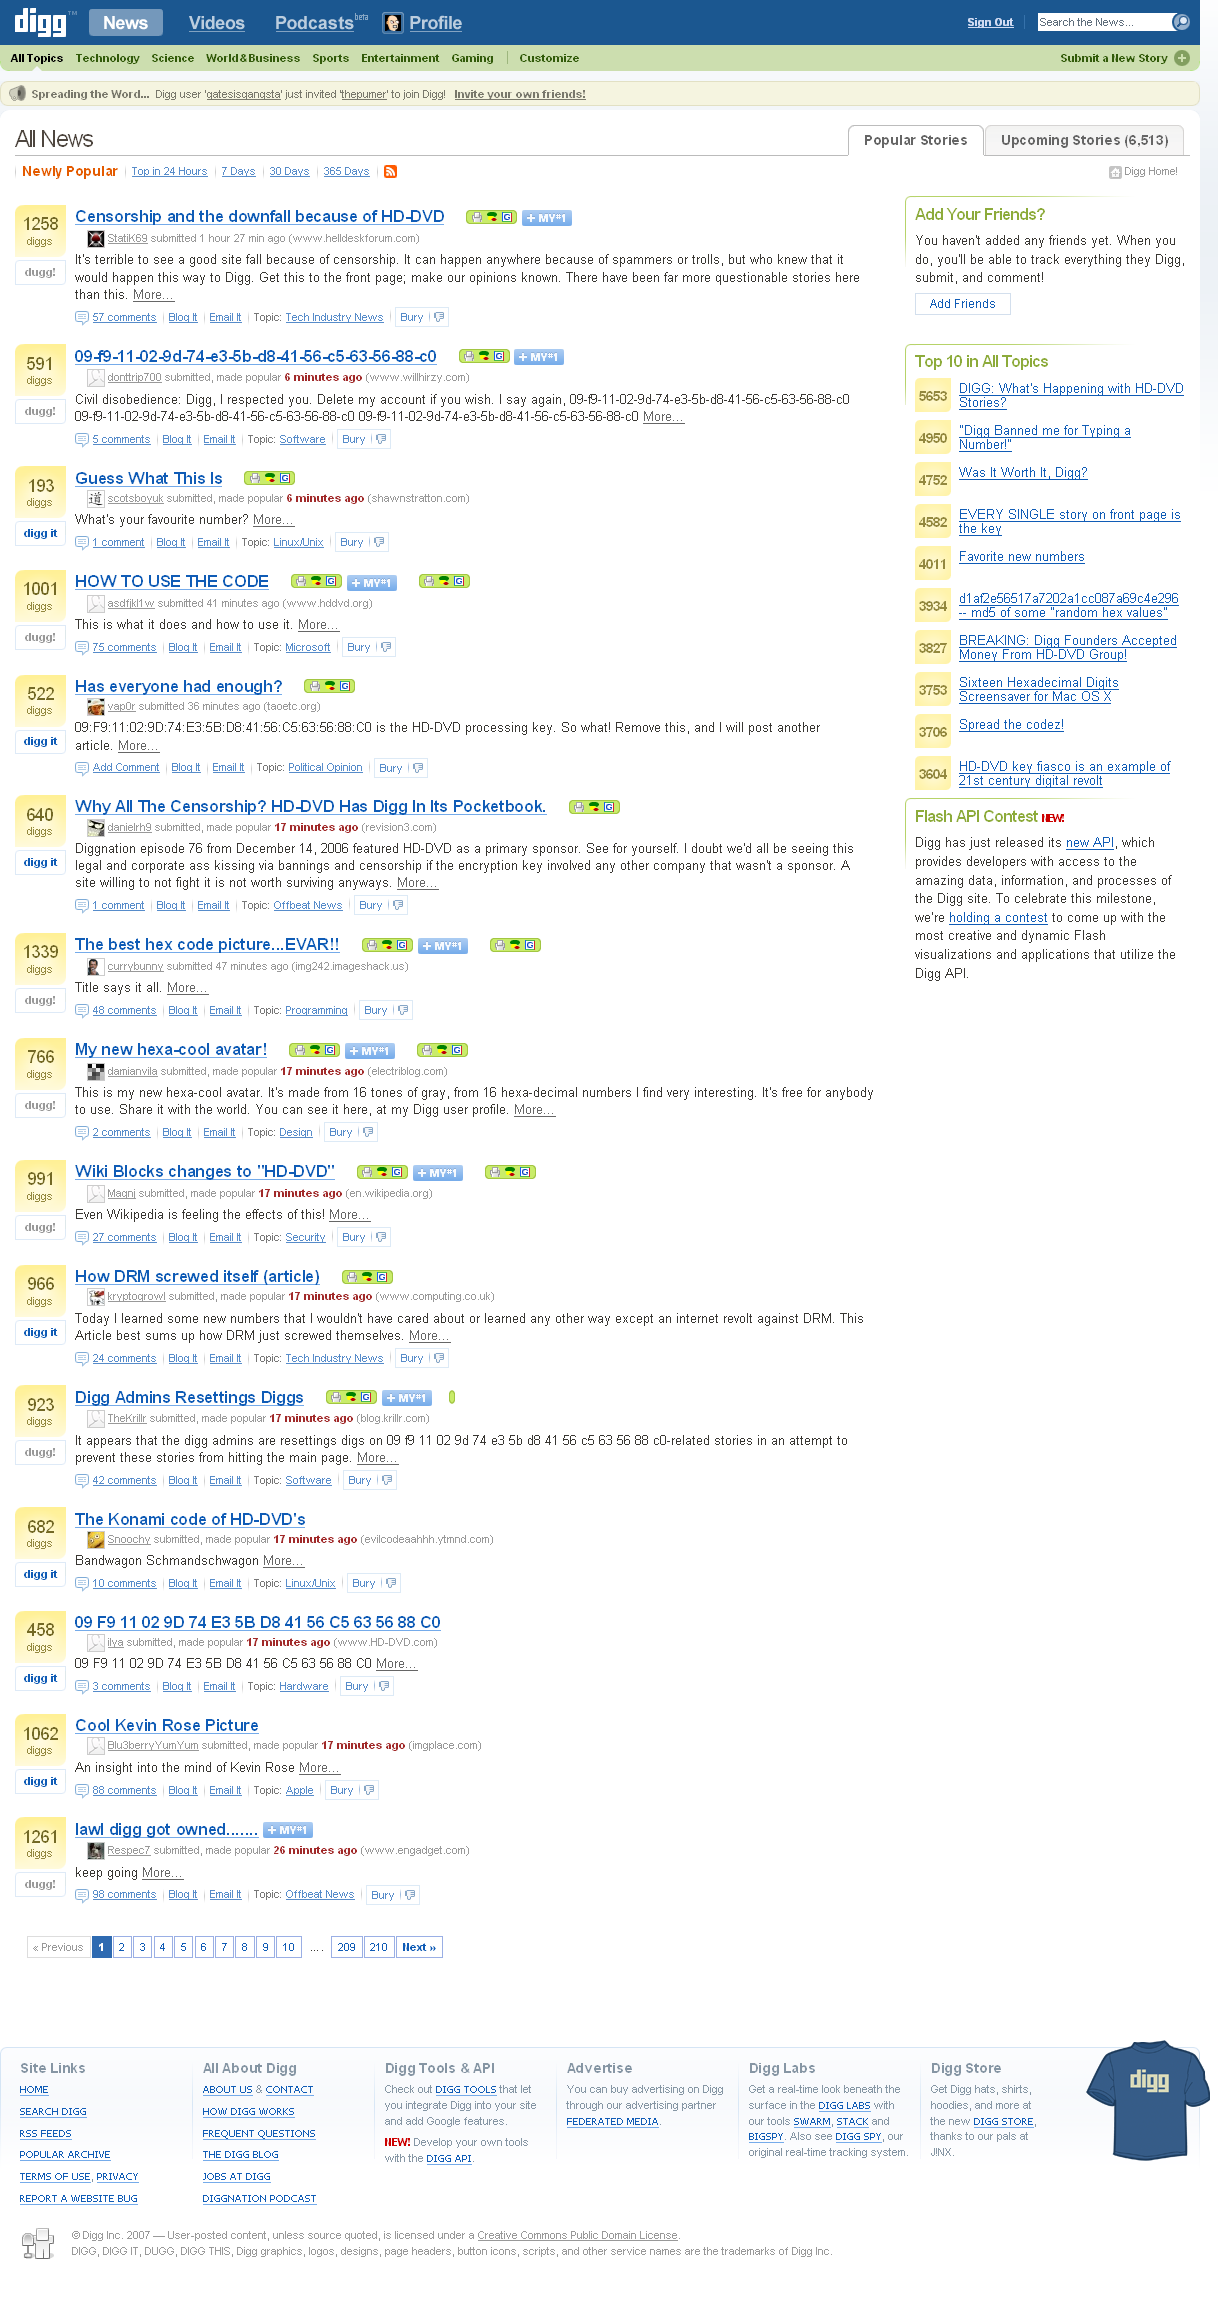 digg™ News Videos Podcasts beta Profile Sign Out Search the News...
All Topics Technology Science World & Business Sports Entertainment Gaming Customize Submit a New Story
Spreading the Word... Digg user 'gatesisgangsta' just invited 'thepumer' to join Digg! Invite your own friends!
All News
Popular Stories Upcoming Stories (6,513)
Newly Popular Top in 24 Hours 7 Days 30 Days 365 Days Digg Home!
1258 diggs dugg!
Censorship and the downfall because of HD-DVD + MY#1
StatiK69 submitted 1 hour 27 min ago (www.helldeskforum.com)
It's terrible to see a good site fall because of censorship. It can happen anywhere because of spammers or trolls, but who knew that it
would happen this way to Digg. Get this to the front page; make our opinions known. There have been far more questionable stories here
than this. More...
57 comments Blog It Email It Topic: Tech Industry News Bury
591 diggs dugg!
09-f9-11-02-9d-74-e3-5b-d8-41-56-c5-63-56-88-c0 + MY#1
donttrip700 submitted, made popular 6 minutes ago (www.willhirzy.com)
Civil disobedience: Digg, I respected you. Delete my account if you wish. I say again, 09-f9-11-02-9d-74-e3-5b-d8-41-56-c5-63-56-88-c0
09-f9-11-02-9d-74-e3-5b-d8-41-56-c5-63-56-88-c0 09-f9-11-02-9d-74-e3-5b-d8-41-56-c5-63-56-88-c0 More...
5 comments Blog It Email It Topic: Software Bury
193 diggs digg it
Guess What This Is
scotsboyuk submitted, made popular 6 minutes ago (shawnstratton.com)
What's your favourite number? More...
1 comment Blog It Email It Topic: Linux/Unix Bury
1001 diggs dugg!
HOW TO USE THE CODE + MY#1
asdfjkl1w submitted 41 minutes ago (www.hddvd.org)
This is what it does and how to use it. More...
75 comments Blog It Email It Topic: Microsoft Bury
522 diggs digg it
Has everyone had enough?
vap0r submitted 36 minutes ago (taoetc.org)
09:F9:11:02:9D:74:E3:5B:D8:41:56:C5:63:56:88:C0 is the HD-DVD processing key. So what! Remove this, and I will post another
article. More...
Add Comment Blog It Email It Topic: Political Opinion Bury
640 diggs digg it
Why All The Censorship? HD-DVD Has Digg In Its Pocketbook.
danielrh9 submitted, made popular 17 minutes ago (revision3.com)
Diggnation episode 76 from December 14, 2006 featured HD-DVD as a primary sponsor. See for yourself. I doubt we'd all be seeing this
legal and corporate ass kissing via bannings and censorship if the encryption key involved any other company that wasn't a sponsor. A
site willing to not fight it is not worth surviving anyways. More...
1 comment Blog It Email It Topic: Offbeat News Bury
1339 diggs dugg!
The best hex code picture...EVAR!! + MY#1
currybunny submitted 47 minutes ago (img242.imageshack.us)
Title says it all. More...
48 comments Blog It Email It Topic: Programming Bury
766 diggs dugg!
My new hexa-cool avatar! + MY#1
damianvila submitted, made popular 17 minutes ago (electriblog.com)
This is my new hexa-cool avatar. It's made from 16 tones of gray, from 16 hexa-decimal numbers I find very interesting. It's free for anybody
to use. Share it with the world. You can see it here, at my Digg user profile. More...
2 comments Blog It Email It Topic: Design Bury
991 diggs dugg!
Wiki Blocks changes to "HD-DVD" + MY#1
Magni submitted, made popular 17 minutes ago (en.wikipedia.org)
Even Wikipedia is feeling the effects of this! More...
27 comments Blog It Email It Topic: Security Bury
966 diggs digg it
How DRM screwed itself (article)
kryptogrowl submitted, made popular 17 minutes ago (www.computing.co.uk)
Today I learned some new numbers that I wouldn't have cared about or learned any other way except an internet revolt against DRM. This
Article best sums up how DRM just screwed themselves. More...
24 comments Blog It Email It Topic: Tech Industry News Bury
923 diggs dugg!
Digg Admins Resettings Diggs + MY#1
TheKrillr submitted, made popular 17 minutes ago (blog.krillr.com)
It appears that the digg admins are resettings digs on 09 f9 11 02 9d 74 e3 5b d8 41 56 c5 63 56 88 c0-related stories in an attempt to
prevent these stories from hitting the main page. More...
42 comments Blog It Email It Topic: Software Bury
682 diggs digg it
The Konami code of HD-DVD's
Snoochy submitted, made popular 17 minutes ago (evilcodeaahhh.ytmnd.com)
Bandwagon Schmandschwagon More...
10 comments Blog It Email It Topic: Linux/Unix Bury
458 diggs digg it
09 F9 11 02 9D 74 E3 5B D8 41 56 C5 63 56 88 C0
ilya submitted, made popular 17 minutes ago (www.HD-DVD.com)
09 F9 11 02 9D 74 E3 5B D8 41 56 C5 63 56 88 C0 More...
3 comments Blog It Email It Topic: Hardware Bury
1062 diggs digg it
Cool Kevin Rose Picture
Blu3berryYumYum submitted, made popular 17 minutes ago (imgplace.com)
An insight into the mind of Kevin Rose More...
88 comments Blog It Email It Topic: Apple Bury
1261 diggs dugg!
lawl digg got owned....... + MY#1
Respec7 submitted, made popular 26 minutes ago (www.engadget.com)
keep going More...
98 comments Blog It Email It Topic: Offbeat News Bury
« Previous 1 2 3 4 5 6 7 8 9 10 .... 209 210 Next »
Add Your Friends?
You haven't added any friends yet. When you
do, you'll be able to track everything they Digg,
submit, and comment!
Add Friends
Top 10 in All Topics
5653 DIGG: What's Happening with HD-DVD
Stories?
4950 "Digg Banned me for Typing a
Number!"
4752 Was It Worth It, Digg?
4582 EVERY SINGLE story on front page is
the key
4011 Favorite new numbers
3934 d1af2e56517a7202a1cc087a69c4e296
-- md5 of some "random hex values"
3827 BREAKING: Digg Founders Accepted
Money From HD-DVD Group!
3753 Sixteen Hexadecimal Digits
Screensaver for Mac OS X
3706 Spread the codez!
3604 HD-DVD key fiasco is an example of
21st century digital revolt
Flash API Contest NEW!
Digg has just released its new API, which
provides developers with access to the
amazing data, information, and processes of
the Digg site. To celebrate this milestone,
we're holding a contest to come up with the
most creative and dynamic Flash
visualizations and applications that utilize the
Digg API.
Site Links
HOME
SEARCH DIGG
RSS FEEDS
POPULAR ARCHIVE
TERMS OF USE, PRIVACY
REPORT A WEBSITE BUG
All About Digg
ABOUT US & CONTACT
HOW DIGG WORKS
FREQUENT QUESTIONS
THE DIGG BLOG
JOBS AT DIGG
DIGGNATION PODCAST
Digg Tools & API
Check out DIGG TOOLS that let
you integrate Digg into your site
and add Google features.
NEW! Develop your own tools
with the DIGG API.
Advertise
You can buy advertising on Digg
through our advertising partner
FEDERATED MEDIA.
Digg Labs
Get a real-time look beneath the
surface in the DIGG LABS with
our tools SWARM, STACK and
BIGSPY. Also see DIGG SPY, our
original real-time tracking system.
Digg Store
Get Digg hats, shirts,
hoodies, and more at
the new DIGG STORE,
thanks to our pals at
JINX.
digg
© Digg Inc. 2007 — User-posted content, unless source quoted, is licensed under a Creative Commons Public Domain License.
DIGG, DIGG IT, DUGG, DIGG THIS, Digg graphics, logos, designs, page headers, button icons, scripts, and other service names are the trademarks of Digg Inc.